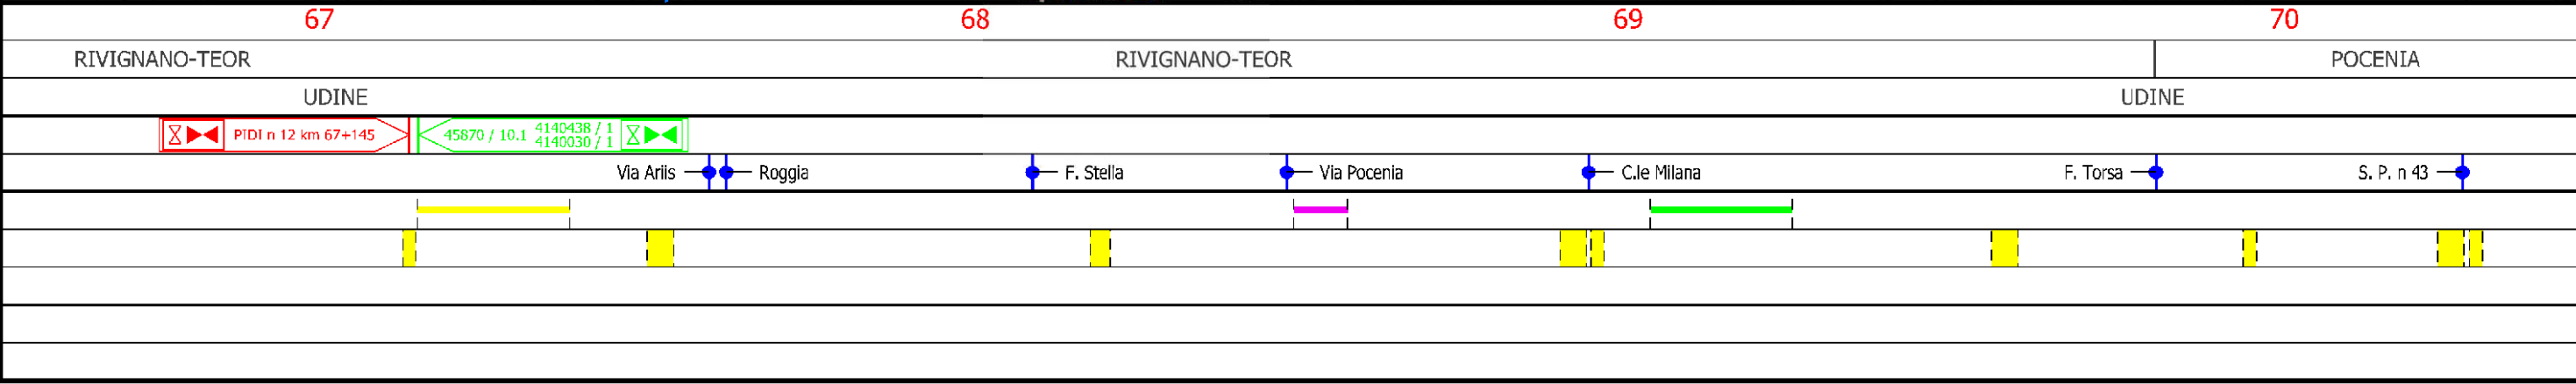 67 68 69 70
RIVIGNANO-TEOR RIVIGNANO-TEOR POCENIA
UDINE UDINE
PIDI n 12 km 67+145 45870 / 10.1 4140438 / 1
4140030 / 1
Via Ariis Roggia F. Stella Via Pocenia C.le Milana F. Torsa S. P. n 43